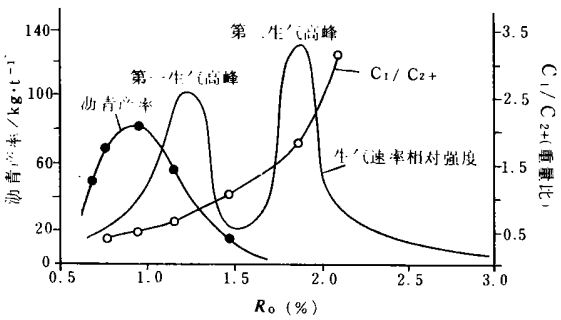 第二生气高峰
第一生气高峰
沥青产率
C₁/C₂+
生气速率相对强度
沥青产率/kg·t⁻¹
140
100
60
20
0
C₁/C₂+(重量比)
3.5
2.5
1.5
0.5
0.5
1.0
1.5
2.0
2.5
3.0
Rₒ (%)